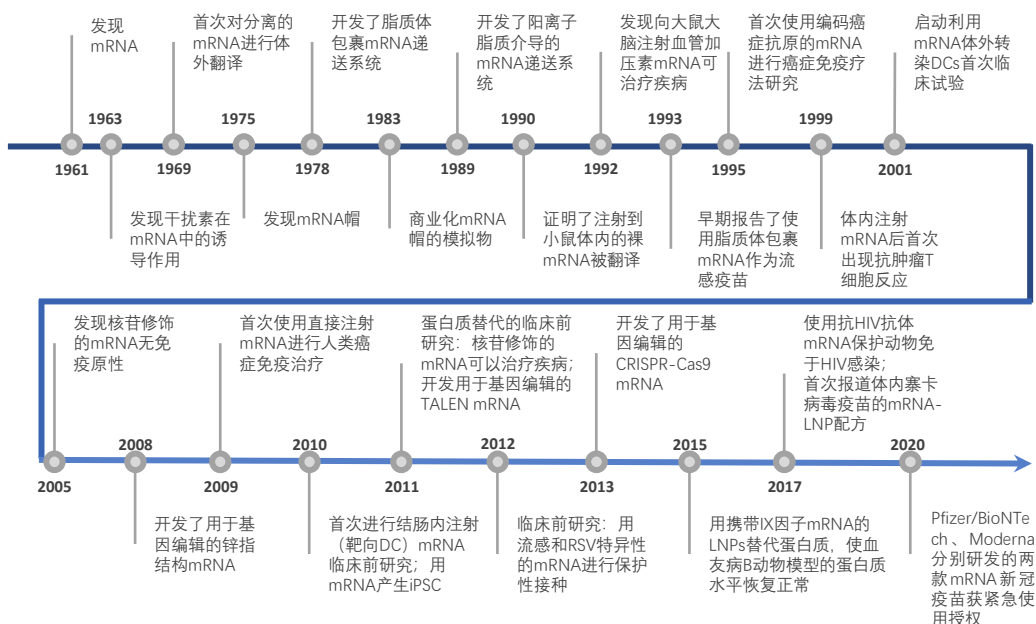 发现
mRNA
首次对分离的
mRNA进行体
外翻译
开发了脂质体
包裹mRNA递
送系统
开发了阳离子
脂质介导的
mRNA递送系
统
发现向大鼠大
脑注射血管加
压素mRNA可
治疗疾病
首次使用编码癌
症抗原的mRNA
进行癌症免疫疗
法研究
启动利用
mRNA体外转
染DCs首次临
床试验
1963
1975
1983
1990
1993
1999
1961
1969
1978
1989
1992
1995
2001
发现干扰素在
mRNA中的诱
导作用
发现mRNA帽
商业化mRNA
帽的模拟物
证明了注射到
小鼠体内的裸
mRNA被翻译
早期报告了使
用脂质体包裹
mRNA作为流
感疫苗
体内注射
mRNA后首次
出现抗肿瘤T
细胞反应
发现核苷修饰
的mRNA无免
疫原性
首次使用直接注射
mRNA进行人类癌
症免疫治疗
蛋白质替代的临床前
研究：核苷修饰的
mRNA可以治疗疾病；
开发用于基因编辑的
TALEN mRNA
开发了用于基
因编辑的
CRISPR-Cas9
mRNA
使用抗HIV抗体
mRNA保护动物免
于HIV感染；
首次报道体内寨卡
病毒疫苗的mRNA-
LNP配方
2008
2010
2012
2015
2020
2005
2009
2011
2013
2017
开发了用于基
因编辑的锌指
结构mRNA
首次进行结肠内注射
（靶向DC）mRNA
临床前研究；用
mRNA产生iPSC
临床前研究：用
流感和RSV特异性
的mRNA进行保护
性接种
用携带IX因子mRNA的
LNPs替代蛋白质，使血
友病B动物模型的蛋白质
水平恢复正常
Pfizer/BioNTe
ch、Moderna
分别研发的两
款mRNA新冠
疫苗获紧急使
用授权